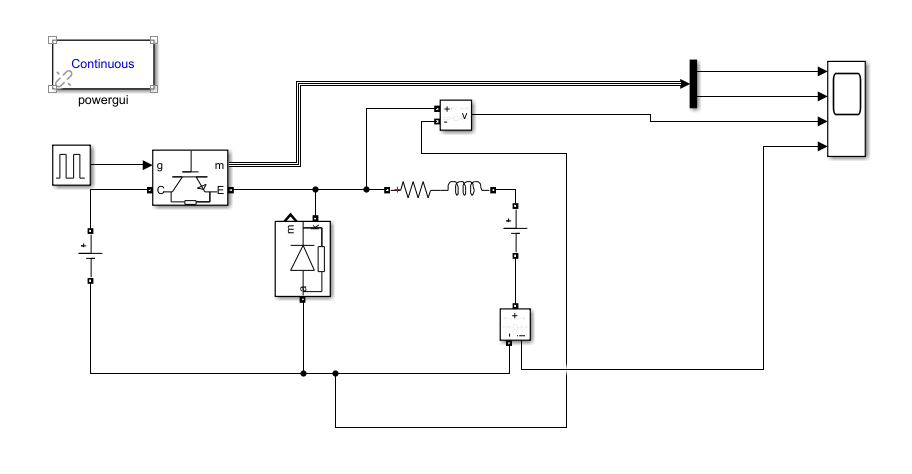 Continuous
powergui
+
-
v
g
m
C
E
+
m
k
a
+
+
+
-
i